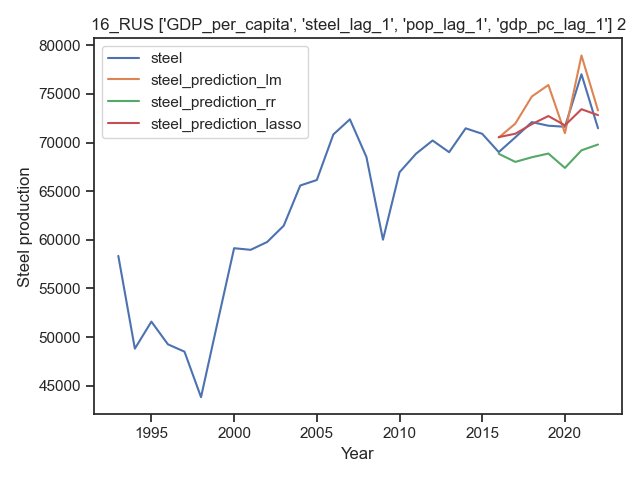 16_RUS ['GDP_per_capita', 'steel_lag_1', 'pop_lag_1', 'gdp_pc_lag_1'] 2
80000
75000
70000
65000
60000
55000
50000
45000
steel
steel_prediction_lm
steel_prediction_rr
steel_prediction_lasso
Steel production
1995
2000
2005
2010
2015
2020
Year